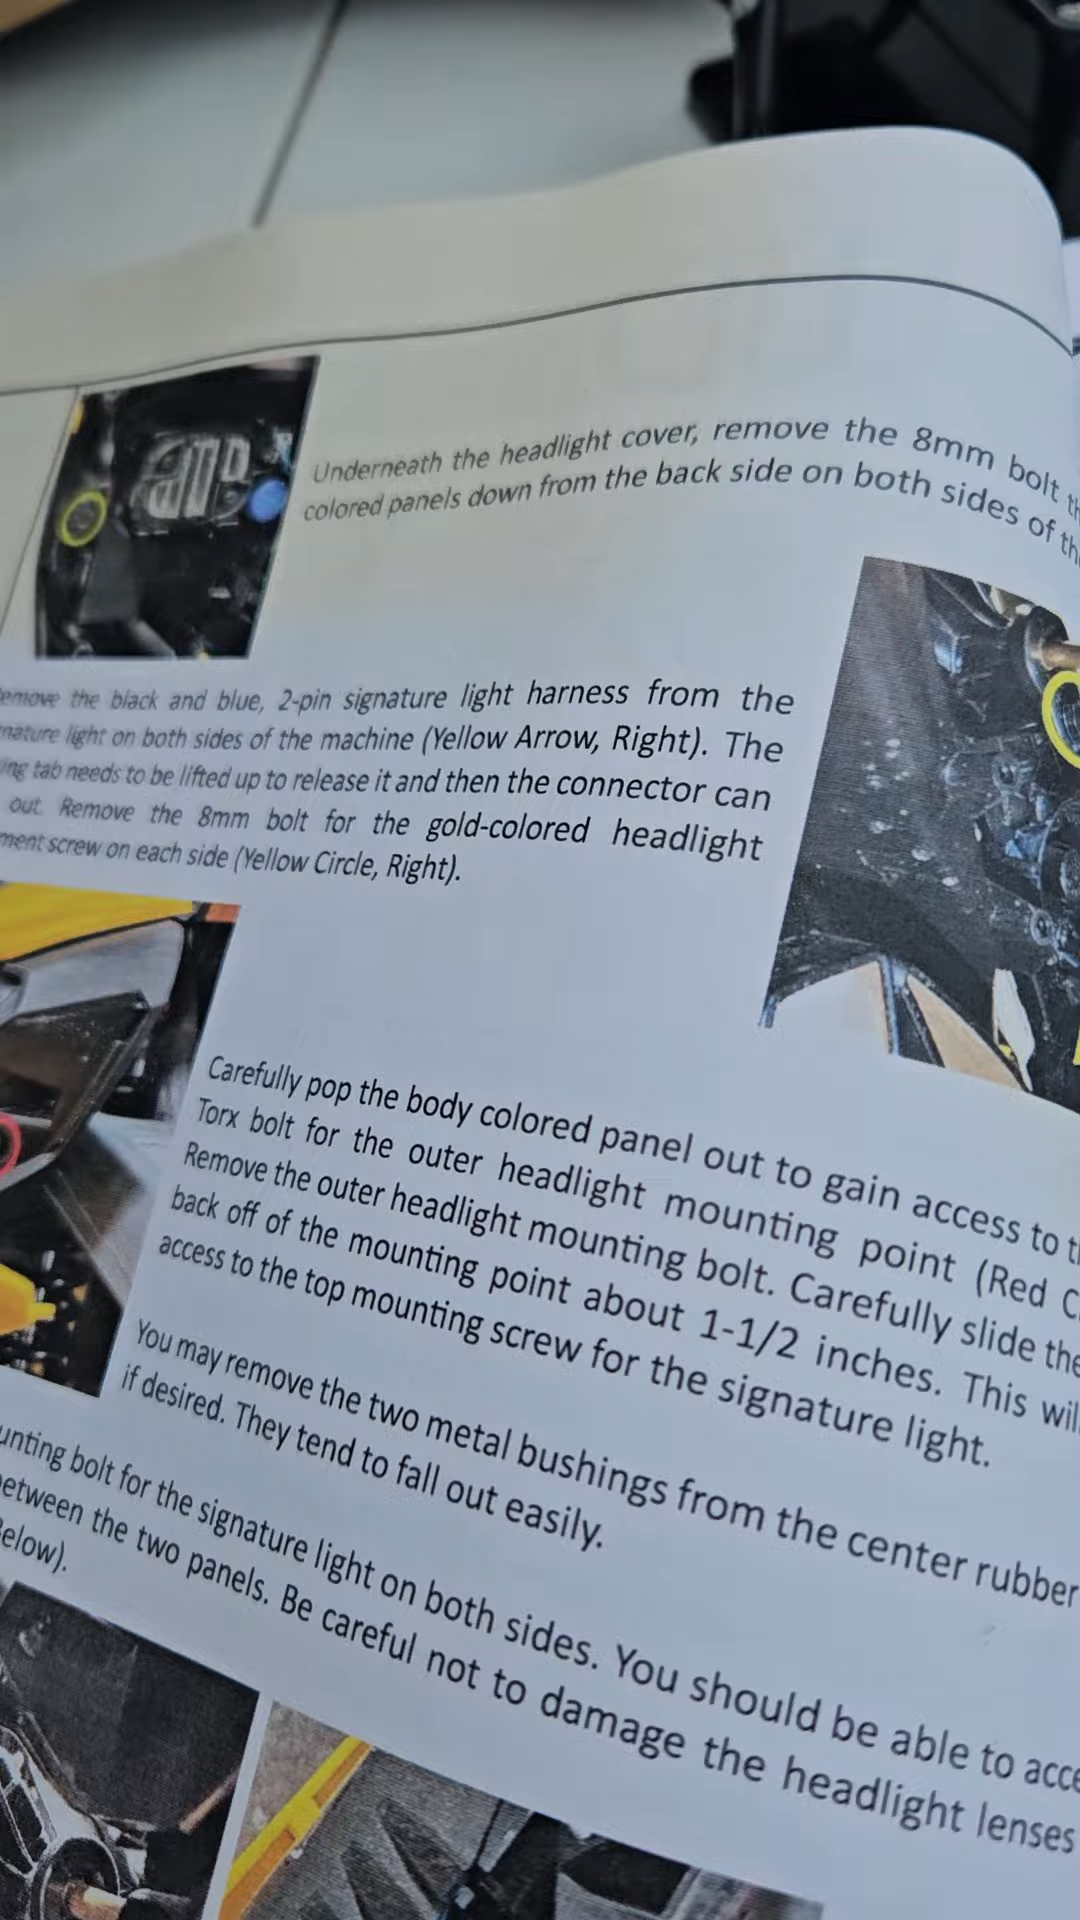 Underneath the headlight cover, remove the 8mm bolt
colored panels down from the back side on both sides of
the black and blue, 2-pin signature light harness from the
light on both sides of the machine (Yellow Arrow, Right). The
tab needs to be lifted up to release it and then the connector can
out. Remove the 8mm bolt for the gold-colored headlight
screw on each side (Yellow Circle, Right).
Carefully pop the body colored panel out to gain access to
Torx bolt for the outer headlight mounting point (Red
Remove the outer headlight mounting bolt. Carefully slide the
back off of the mounting point about 1-1/2 inches. This
access to the top mounting screw for the signature light.
You may remove the two metal bushings from the center rubber
if desired. They tend to fall out easily.
bolt for the signature light on both sides. You should be able to
between the two panels. Be careful not to damage the headlight lenses
Below).